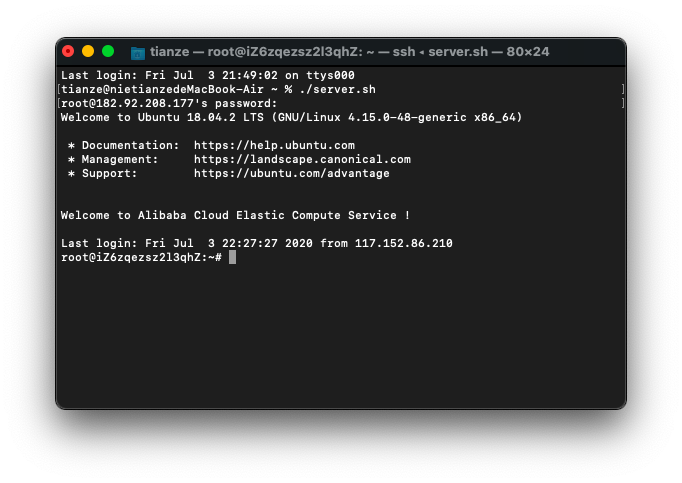 tianze — root@iZ6zqezsz2l3qhZ: ~ — ssh ◂ server.sh — 80×24
Last login: Fri Jul  3 21:49:02 on ttys000
[tianze@nietianzedeMacBook-Air ~ % ./server.sh ]
[root@182.92.208.177's password: ]
Welcome to Ubuntu 18.04.2 LTS (GNU/Linux 4.15.0-48-generic x86_64)
 * Documentation:  https://help.ubuntu.com
 * Management:     https://landscape.canonical.com
 * Support:        https://ubuntu.com/advantage
Welcome to Alibaba Cloud Elastic Compute Service !
Last login: Fri Jul  3 22:27:27 2020 from 117.152.86.210
root@iZ6zqezsz2l3qhZ:~#